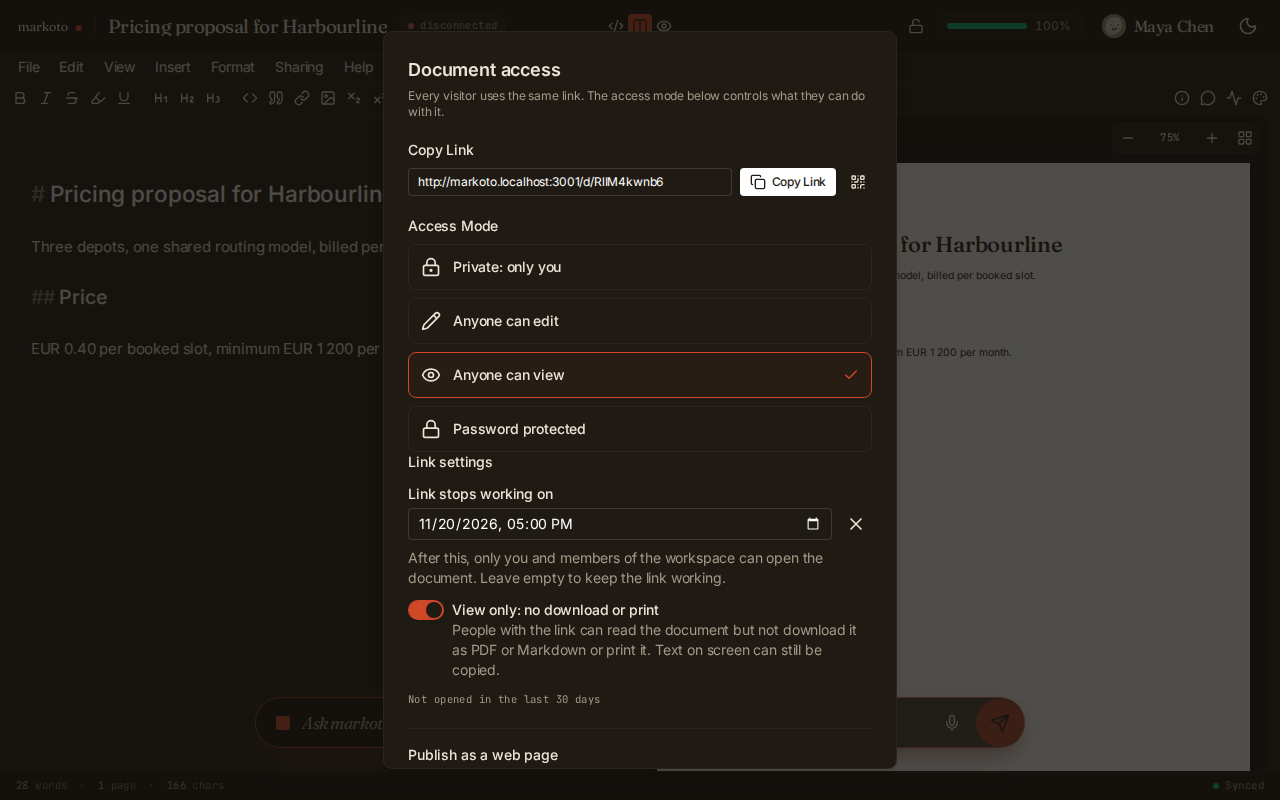 markoto
Pricing proposal for Harbourline
disconnected
100%
Maya Chen
File Edit View Insert Format Sharing Help
H1 H2 H3
75%
Document access
Every visitor uses the same link. The access mode below controls what they can do
with it.
Copy Link
http://markoto.localhost:3001/d/RIIM4kwnb6
Copy Link
Access Mode
Private: only you
Anyone can edit
Anyone can view
Password protected
Link settings
Link stops working on
11/20/2026, 05:00 PM
After this, only you and members of the workspace can open the
document. Leave empty to keep the link working.
View only: no download or print
People with the link can read the document but not download it
as PDF or Markdown or print it. Text on screen can still be
copied.
Not opened in the last 30 days
Publish as a web page
# Pricing proposal for Harbourlin
Three depots, one shared routing model, billed per
## Price
EUR 0.40 per booked slot, minimum EUR 1 200 per
for Harbourline
model, billed per booked slot.
EUR 1 200 per month.
Ask markoto
28 words · 1 page · 166 chars
Synced